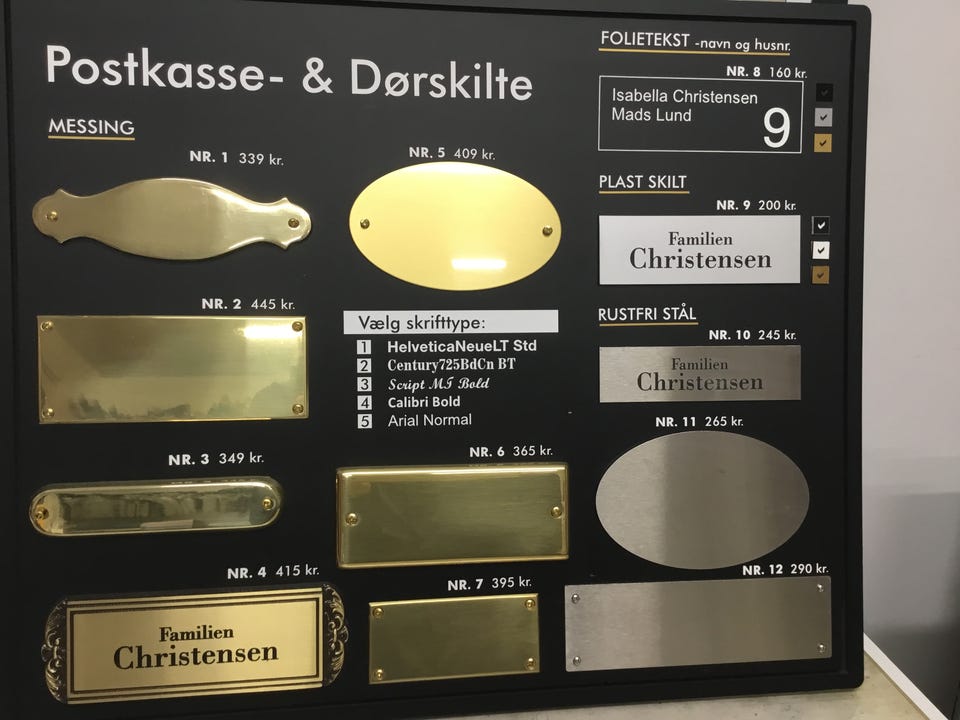 Postkasse- & Dørskilte
MESSING
NR. 1 339 kr.
NR. 2 445 kr.
NR. 3 349 kr.
NR. 4 415 kr.
Familien
Christensen
NR. 5 409 kr.
Vælg skrifttype:
1 HelveticaNeueLT Std
2 Century725BdCn BT
3 Script MT Bold
4 Calibri Bold
5 Arial Normal
NR. 6 365 kr.
NR. 7 395 kr.
FOLIETEKST -navn og husnr.
NR. 8 160 kr.
Isabella Christensen
Mads Lund
9
PLAST SKILT
NR. 9 200 kr.
Familien
Christensen
RUSTFRI STÅL
NR. 10 245 kr.
Familien
Christensen
NR. 11 265 kr.
NR. 12 290 kr.